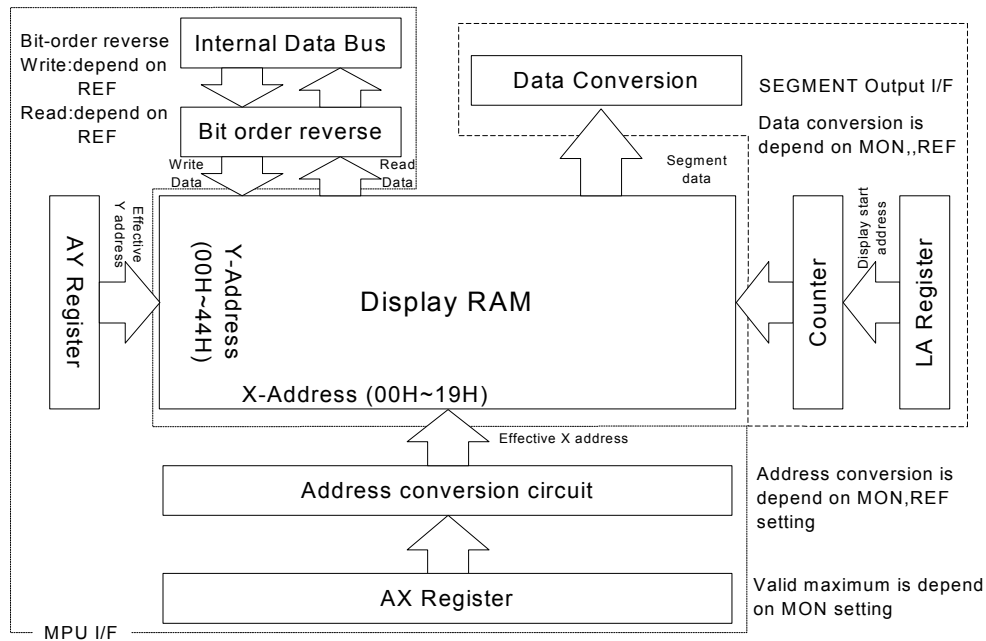 Bit-order reverse
Write:depend on
REF
Read:depend on
REF
Internal Data Bus
Bit order reverse
Write
Data
Read
Data
Data Conversion
SEGMENT Output I/F
Data conversion is
depend on MON,,REF
Segment
data
AY Register
Effective
Y address
Y-Address
(00H~44H)
Display RAM
X-Address (00H~19H)
Counter
Display start
address
LA Register
Effective X address
Address conversion circuit
Address conversion is
depend on MON,REF
setting
AX Register
Valid maximum is depend
on MON setting
MPU I/F